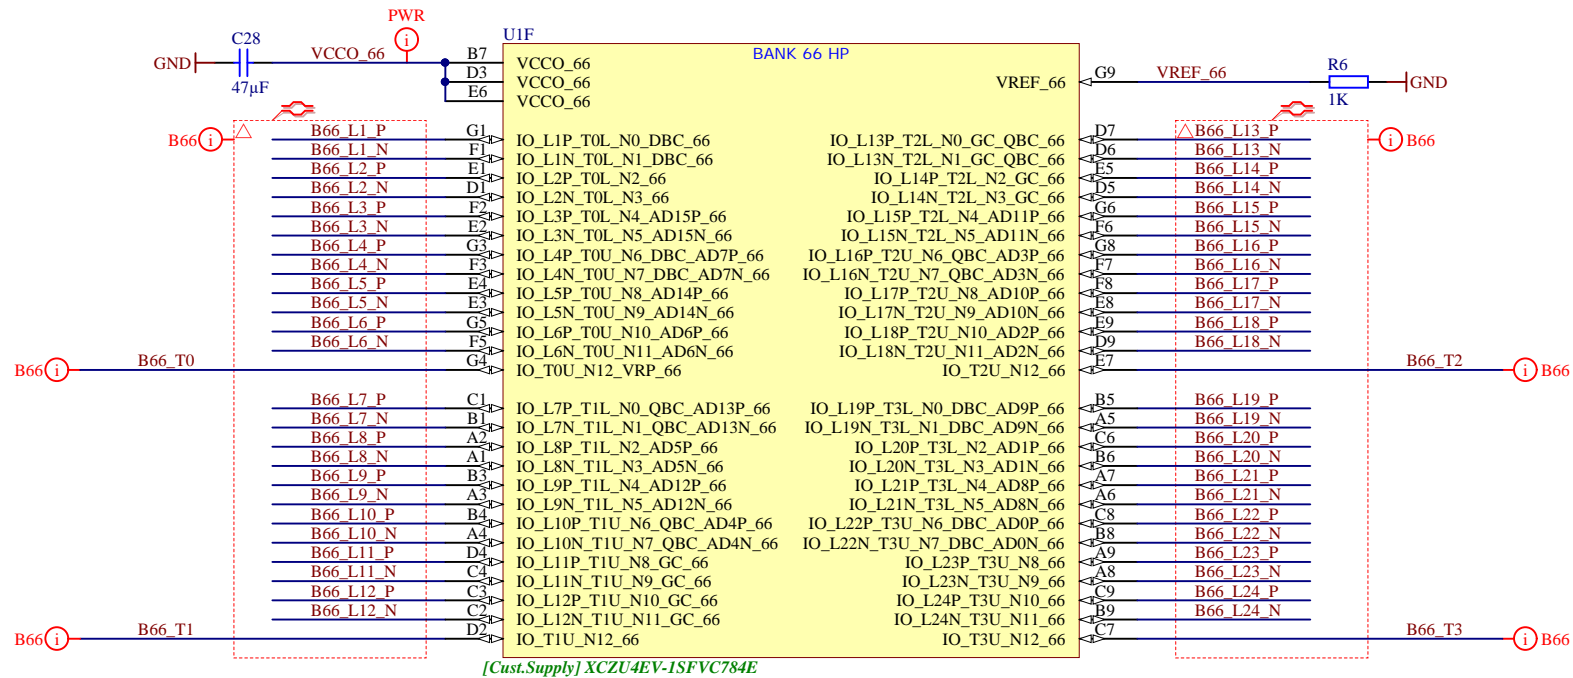 PWR
U1F
BANK 66 HP
C28
GND
VCCO_66
47µF
B7 VCCO_66
D3 VCCO_66
E6 VCCO_66
VREF_66 G9 VREF_66
R6
1K
GND
B66 i
B66_L1_P G1 IO_L1P_T0L_N0_DBC_66
B66_L1_N F1 IO_L1N_T0L_N1_DBC_66
B66_L2_P E1 IO_L2P_T0L_N2_66
B66_L2_N D1 IO_L2N_T0L_N3_66
B66_L3_P F2 IO_L3P_T0L_N4_AD15P_66
B66_L3_N E2 IO_L3N_T0L_N5_AD15N_66
B66_L4_P G3 IO_L4P_T0U_N6_DBC_AD7P_66
B66_L4_N F3 IO_L4N_T0U_N7_DBC_AD7N_66
B66_L5_P E4 IO_L5P_T0U_N8_AD14P_66
B66_L5_N E3 IO_L5N_T0U_N9_AD14N_66
B66_L6_P G5 IO_L6P_T0U_N10_AD6P_66
B66_L6_N F5 IO_L6N_T0U_N11_AD6N_66
B66 i B66_T0 G4 IO_T0U_N12_VRP_66
B66_L7_P C1 IO_L7P_T1L_N0_QBC_AD13P_66
B66_L7_N B1 IO_L7N_T1L_N1_QBC_AD13N_66
B66_L8_P A2 IO_L8P_T1L_N2_AD5P_66
B66_L8_N A1 IO_L8N_T1L_N3_AD5N_66
B66_L9_P B3 IO_L9P_T1L_N4_AD12P_66
B66_L9_N A3 IO_L9N_T1L_N5_AD12N_66
B66_L10_P B4 IO_L10P_T1U_N6_QBC_AD4P_66
B66_L10_N A4 IO_L10N_T1U_N7_QBC_AD4N_66
B66_L11_P D4 IO_L11P_T1U_N8_GC_66
B66_L11_N C4 IO_L11N_T1U_N9_GC_66
B66_L12_P C3 IO_L12P_T1U_N10_GC_66
B66_L12_N C2 IO_L12N_T1U_N11_GC_66
B66 i B66_T1 D2 IO_T1U_N12_66
IO_L13P_T2L_N0_GC_QBC_66 D7 B66_L13_P
i B66
IO_L13N_T2L_N1_GC_QBC_66 D6 B66_L13_N
IO_L14P_T2L_N2_GC_66 E5 B66_L14_P
IO_L14N_T2L_N3_GC_66 D5 B66_L14_N
IO_L15P_T2L_N4_AD11P_66 G6 B66_L15_P
IO_L15N_T2L_N5_AD11N_66 F6 B66_L15_N
IO_L16P_T2U_N6_QBC_AD3P_66 G8 B66_L16_P
IO_L16N_T2U_N7_QBC_AD3N_66 F7 B66_L16_N
IO_L17P_T2U_N8_AD10P_66 F8 B66_L17_P
IO_L17N_T2U_N9_AD10N_66 E8 B66_L17_N
IO_L18P_T2U_N10_AD2P_66 E9 B66_L18_P
IO_L18N_T2U_N11_AD2N_66 D9 B66_L18_N
IO_T2U_N12_66 E7 B66_T2 i B66
IO_L19P_T3L_N0_DBC_AD9P_66 B5 B66_L19_P
IO_L19N_T3L_N1_DBC_AD9N_66 A5 B66_L19_N
IO_L20P_T3L_N2_AD1P_66 C6 B66_L20_P
IO_L20N_T3L_N3_AD1N_66 B6 B66_L20_N
IO_L21P_T3L_N4_AD8P_66 A7 B66_L21_P
IO_L21N_T3L_N5_AD8N_66 A6 B66_L21_N
IO_L22P_T3U_N6_DBC_AD0P_66 C8 B66_L22_P
IO_L22N_T3U_N7_DBC_AD0N_66 B8 B66_L22_N
IO_L23P_T3U_N8_66 A9 B66_L23_P
IO_L23N_T3U_N9_66 A8 B66_L23_N
IO_L24P_T3U_N10_66 C9 B66_L24_P
IO_L24N_T3U_N11_66 B9 B66_L24_N
IO_T3U_N12_66 C7 B66_T3 i B66
[Cust.Supply] XCZU4EV-1SFVC784E